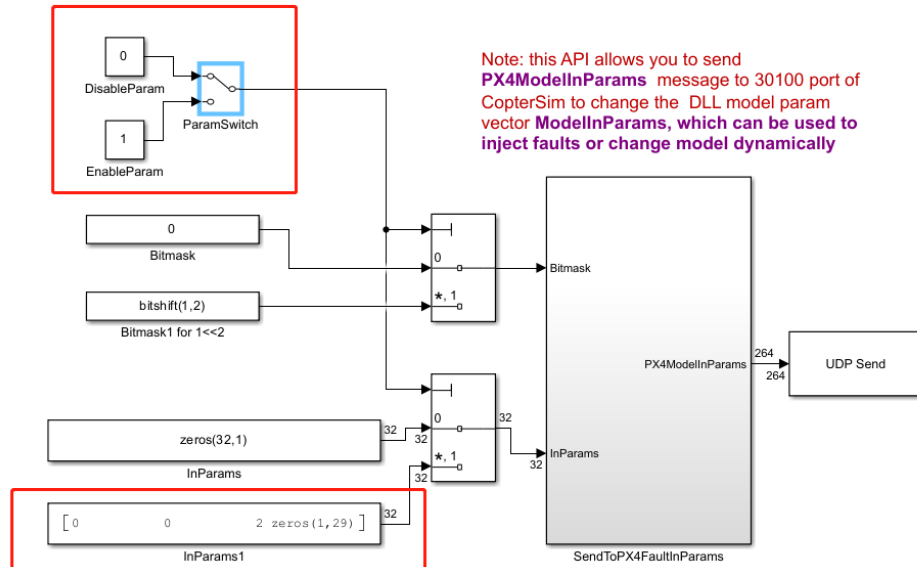 0
DisableParam
ParamSwitch
1
EnableParam
Note: this API allows you to send
PX4ModelInParams message to 30100 port of
CopterSim to change the DLL model param
vector ModelInParams, which can be used to
inject faults or change model dynamically
0
Bitmask
0
Bitmask
bitshift(1,2)
*, 1
Bitmask1 for 1<<2
PX4ModelInParams
264
264
UDP Send
zeros(32,1)
32
32
0
32
InParams
32
InParams
*, 1
32
[0 0 2 zeros(1,29)]
32
InParams1
SendToPX4FaultInParams